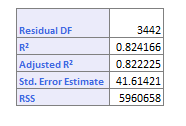 Residual DF 3442
R² 0.824166
Adjusted R² 0.822225
Std. Error Estimate 41.61421
RSS 5960658